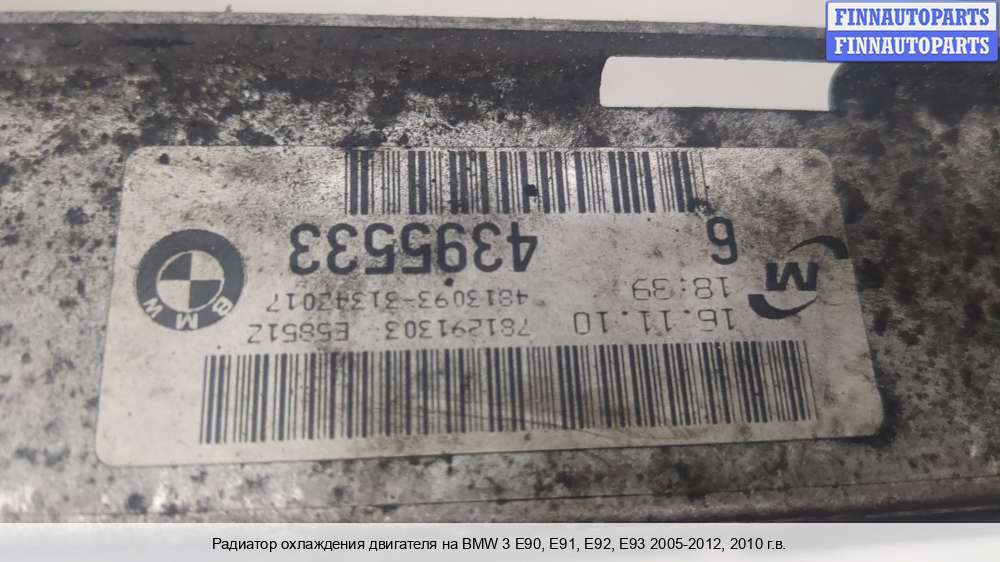 FINNAUTOPARTS
FINNAUTOPARTS
16.11.10 781291303 E5851Z
18:39 4813093-3134Z017
M
BMW
6 4395533
Радиатор охлаждения двигателя на BMW 3 E90, E91, E92, E93 2005-2012, 2010 г.в.